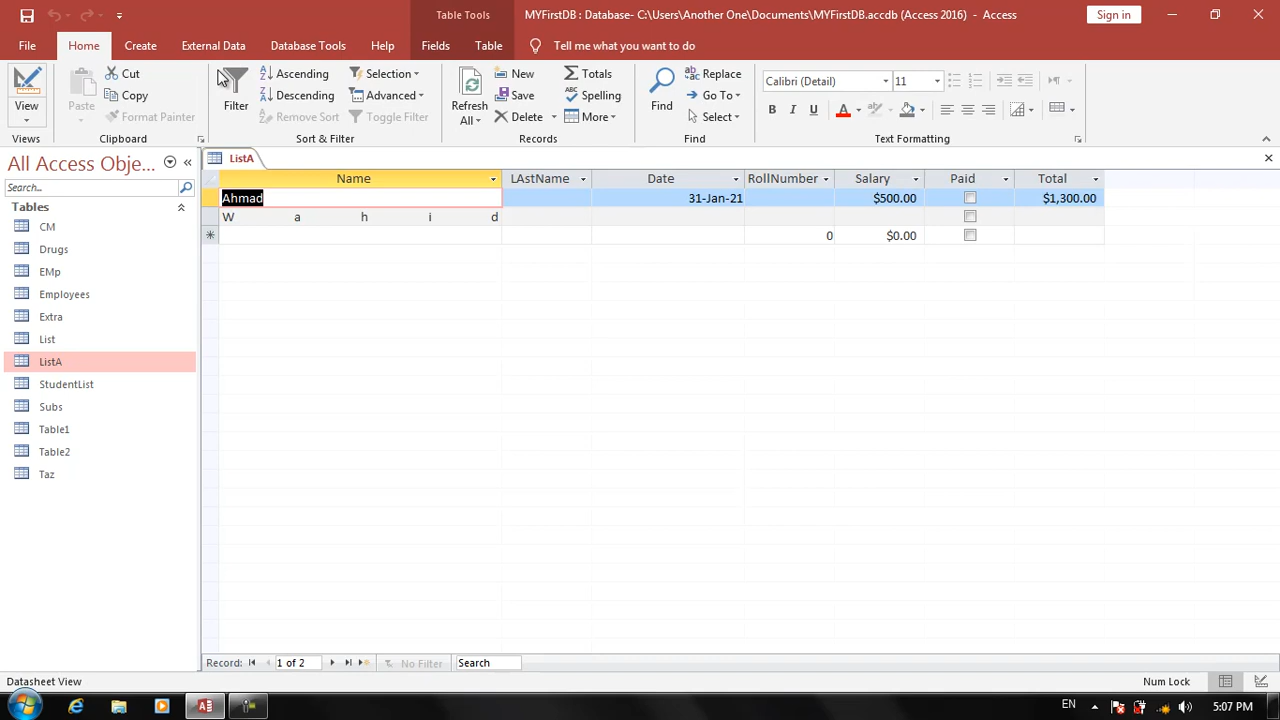 Table Tools
MYFirstDB : Database- C:\Users\Another One\Documents\MYFirstDB.accdb (Access 2016) - Access
Sign in
File Home Create External Data Database Tools Help Fields Table Tell me what you want to do
View
Views
Paste
Cut
Copy
Format Painter
Clipboard
Filter
Ascending
Descending
Remove Sort
Selection
Advanced
Toggle Filter
Sort & Filter
Refresh
All
New
Save
Delete
Totals
Spelling
More
Records
Find
Replace
Go To
Select
Find
Calibri (Detail) 11
B I U A
Text Formatting
All Access Obje...
Search...
Tables
CM
Drugs
EMp
Employees
Extra
List
ListA
StudentList
Subs
Table1
Table2
Taz
ListA
Name LAstName Date RollNumber Salary Paid Total
Ahmad 31-Jan-21 $500.00 $1,300.00
W a h i d
0 $0.00
Record: 1 of 2 No Filter Search
Datasheet View
Num Lock
EN
5:07 PM